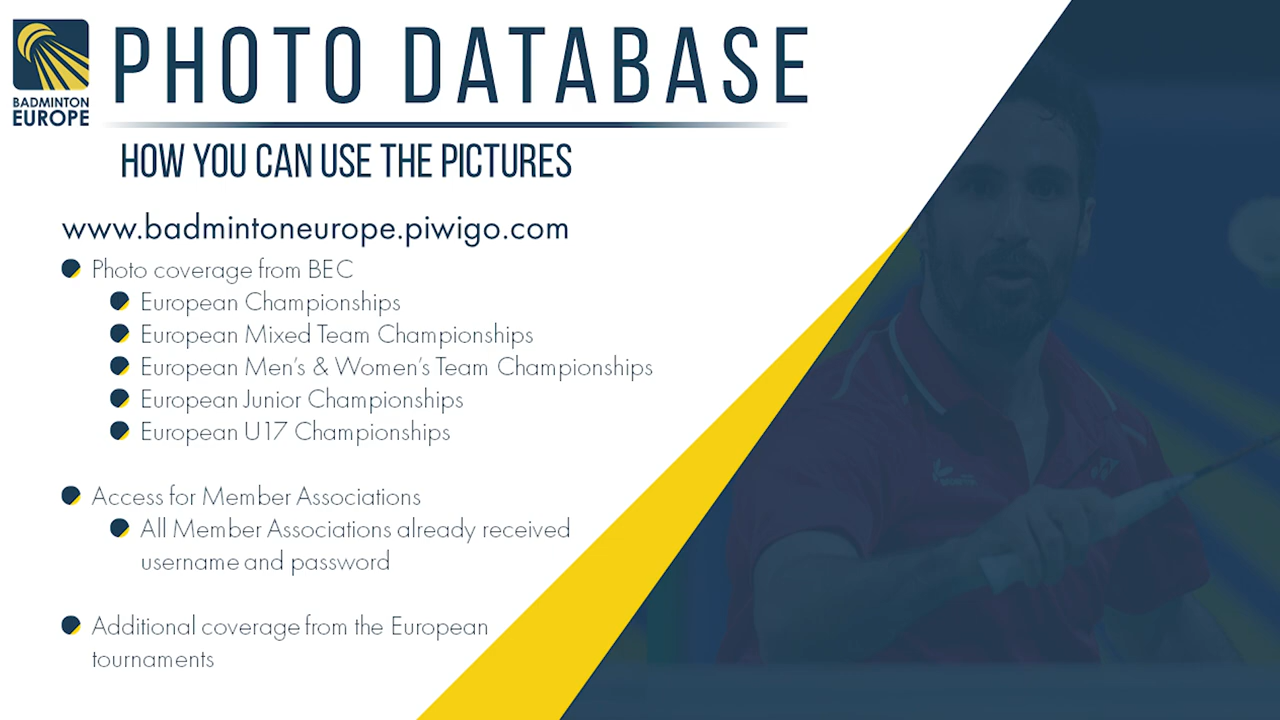 BADMINTON
EUROPE
PHOTO DATABASE
HOW YOU CAN USE THE PICTURES
www.badmintoneurope.piwigo.com
Photo coverage from BEC
European Championships
European Mixed Team Championships
European Men's & Women's Team Championships
European Junior Championships
European U17 Championships
Access for Member Associations
All Member Associations already received
username and password
Additional coverage from the European
tournaments